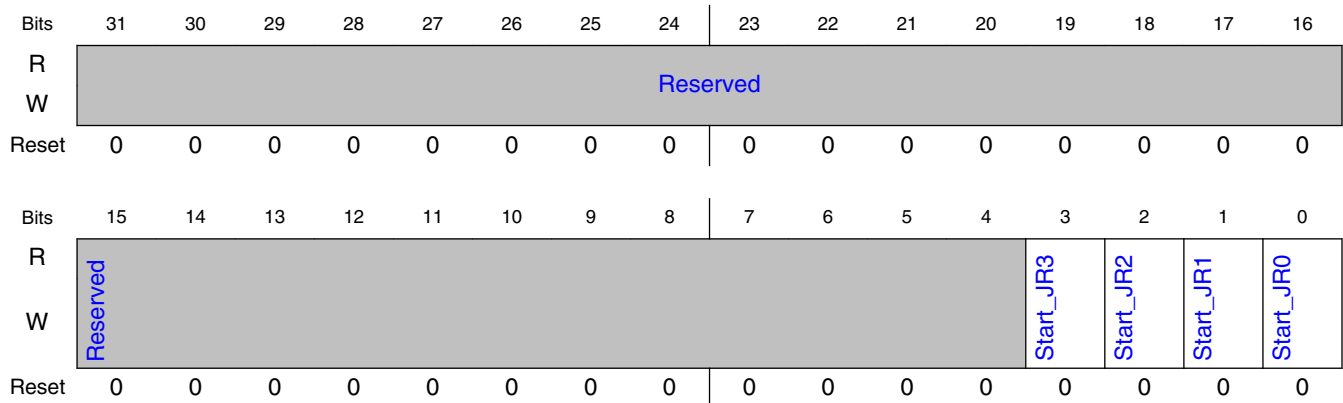 Bits 31 30 29 28 27 26 25 24 23 22 21 20 19 18 17 16
R
Reserved
W
Reset 0 0 0 0 0 0 0 0 0 0 0 0 0 0 0 0
Bits 15 14 13 12 11 10 9 8 7 6 5 4 3 2 1 0
R
W
Reserved
Start_JR3
Start_JR2
Start_JR1
Start_JR0
Reset 0 0 0 0 0 0 0 0 0 0 0 0 0 0 0 0